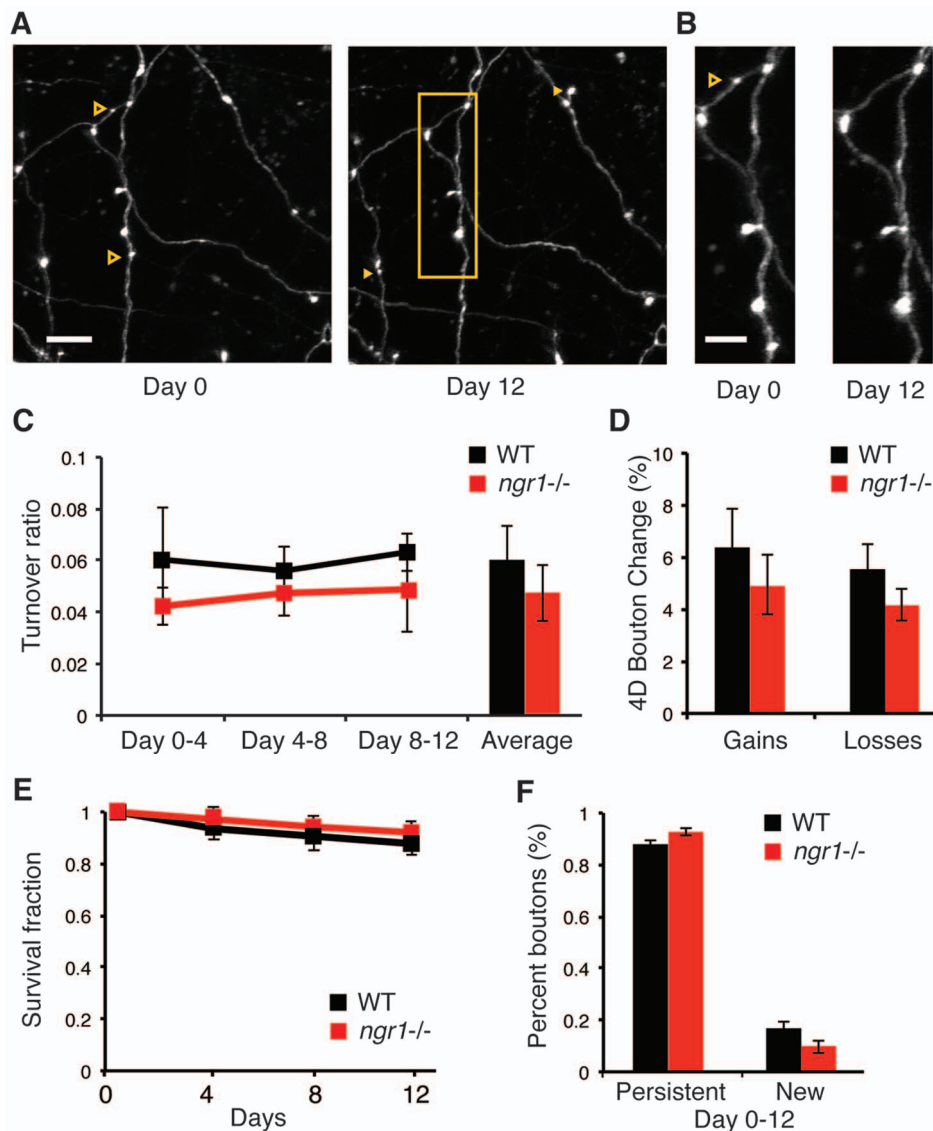 A
B
Day 0
Day 12
Day 0
Day 12
C
WT
ngr1-/-
Turnover ratio
0.1
0.08
0.06
0.04
0.02
0
Day 0-4
Day 4-8
Day 8-12
Average
D
WT
ngr1-/-
4D Bouton Change (%)
10
8
6
4
2
0
Gains
Losses
E
Survival fraction
1
0.8
0.6
0.4
0.2
0
WT
ngr1-/-
0
4
8
12
Days
F
WT
ngr1-/-
Percent boutons (%)
1
0.8
0.6
0.4
0.2
0
Persistent
New
Day 0-12